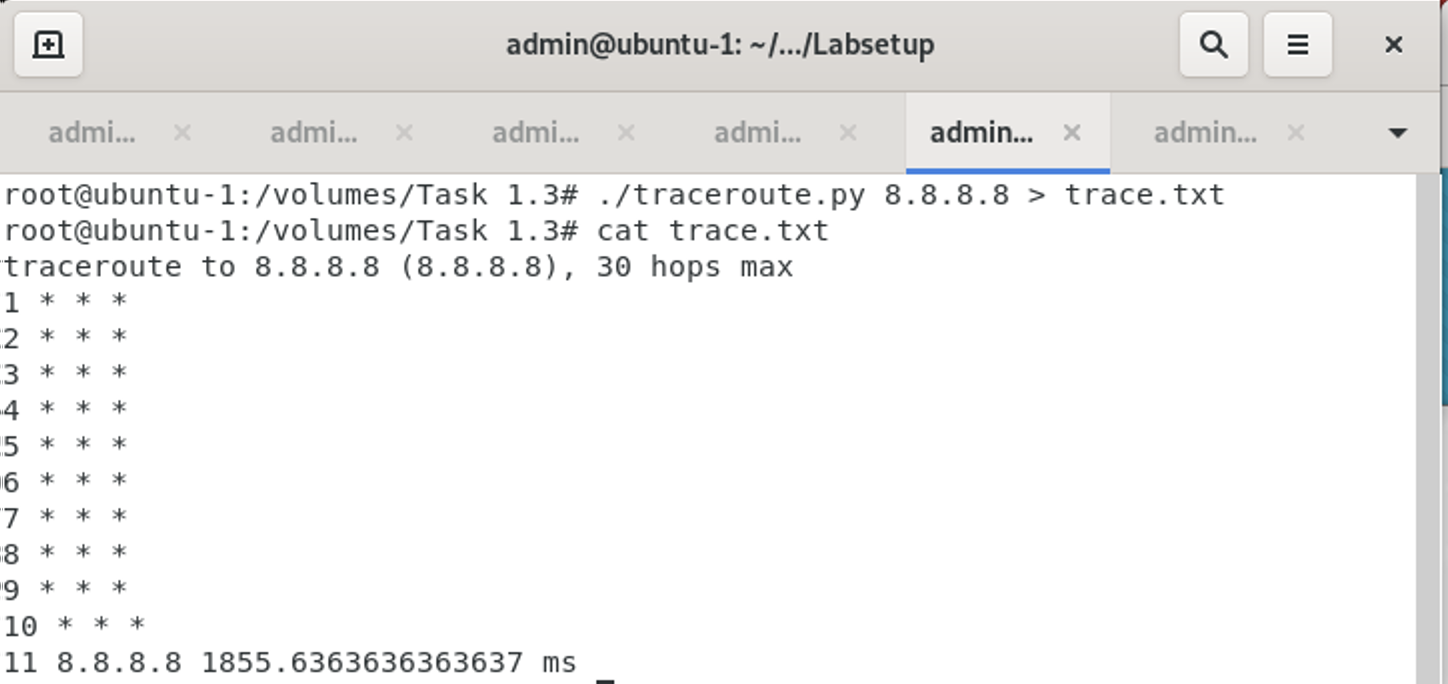 admin@ubuntu-1: ~/.../Labsetup
admi... admi... admi... admi... admin... admin...
root@ubuntu-1:/volumes/Task 1.3# ./traceroute.py 8.8.8.8 > trace.txt
root@ubuntu-1:/volumes/Task 1.3# cat trace.txt
traceroute to 8.8.8.8 (8.8.8.8), 30 hops max
1 * * *
2 * * *
3 * * *
4 * * *
5 * * *
6 * * *
7 * * *
8 * * *
9 * * *
10 * * *
11 8.8.8.8 1855.6363636363637 ms